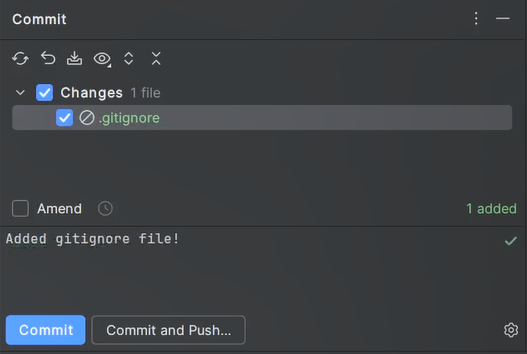 Commit
Changes 1 file
.gitignore
Amend
1 added
Added gitignore file!
Commit
Commit and Push...